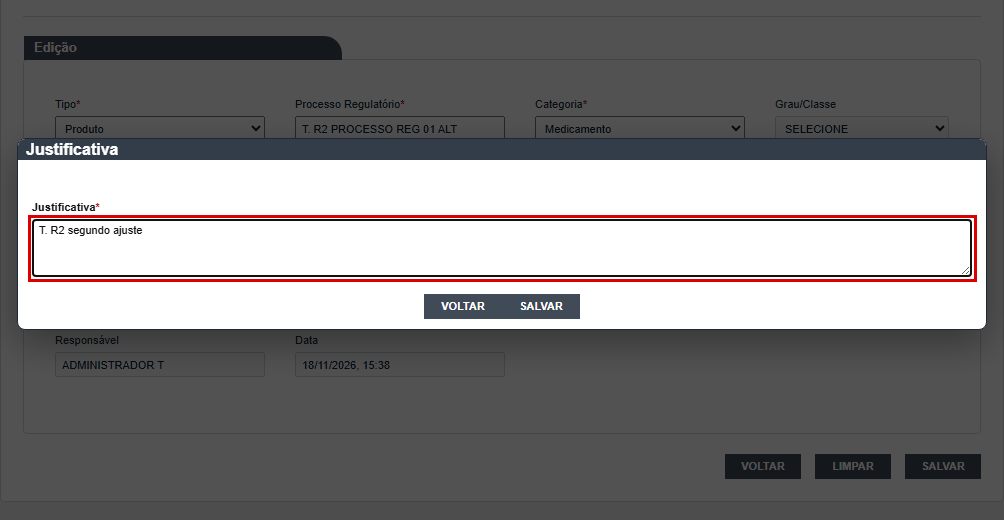 Edição
Tipo* Processo Regulatório* Categoria* Grau/Classe
Produto T. R2 PROCESSO REG 01 ALT Medicamento SELECIONE
Justificativa
Justificativa*
T. R2 segundo ajuste
VOLTAR SALVAR
Responsável Data
ADMINISTRADOR T 18/11/2026, 15:38
VOLTAR LIMPAR SALVAR